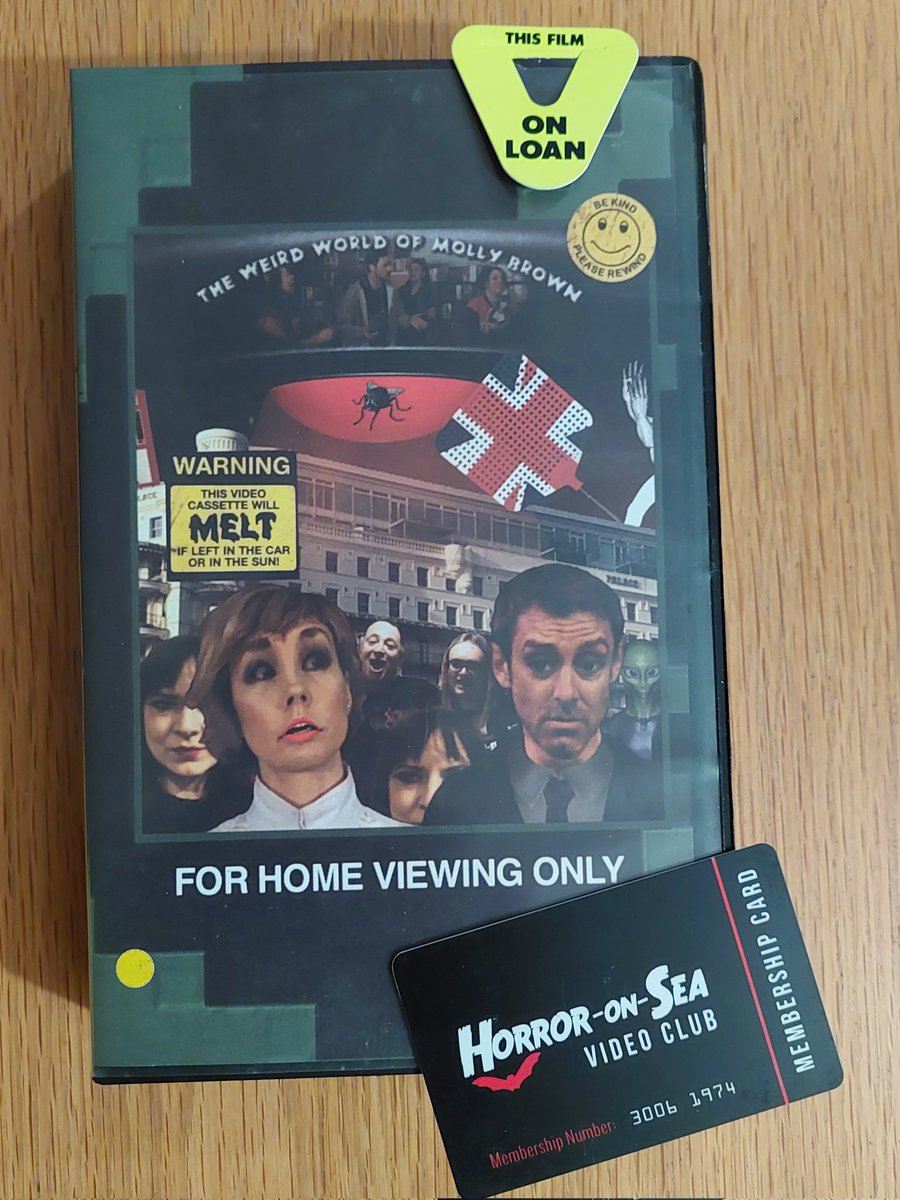 THIS FILM
ON
LOAN
BE KIND
PLEASE REWIND
THE WEIRD WORLD OF MOLLY BROWN
WARNING
THIS VIDEO
CASSETTE WILL
MELT
IF LEFT IN THE CAR
OR IN THE SUN!
PALACE
FOR HOME VIEWING ONLY
HORROR-ON-SEA
VIDEO CLUB
Membership Number: 3006 1974
MEMBERSHIP CARD